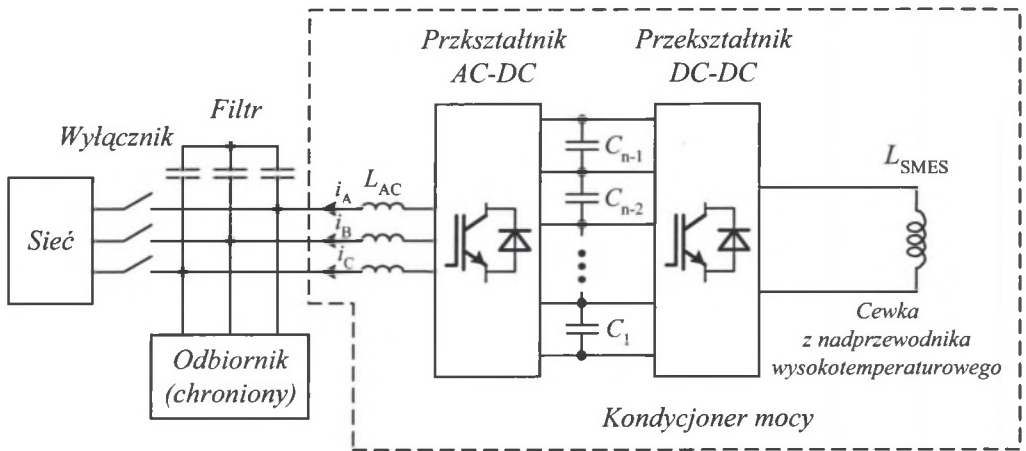 Przkształtnik
AC-DC
Przekształtnik
DC-DC
Filtr
Wyłącznik
Sieć
i_A
L_AC
i_B
i_C
C_n-1
C_n-2
C_1
L_SMES
Odbiornik
(chroniony)
Cewka
z nadprzewodnika
wysokotemperaturowego
Kondycjoner mocy